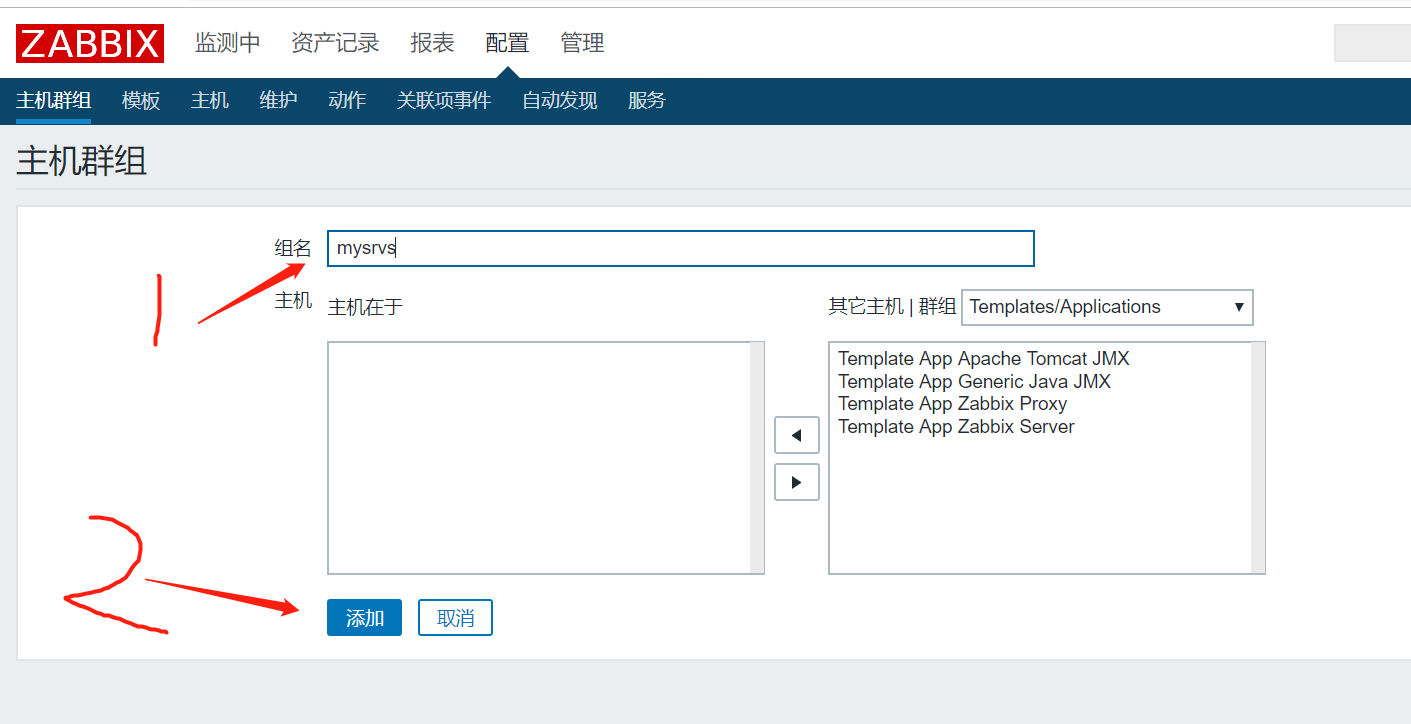 ZABBIX 监测中 资产记录 报表 配置 管理
主机群组 模板 主机 维护 动作 关联项事件 自动发现 服务
主机群组
组名 mysrvs
1
主机 主机在于 其它主机 | 群组 Templates/Applications
Template App Apache Tomcat JMX
Template App Generic Java JMX
Template App Zabbix Proxy
Template App Zabbix Server
2
添加 取消